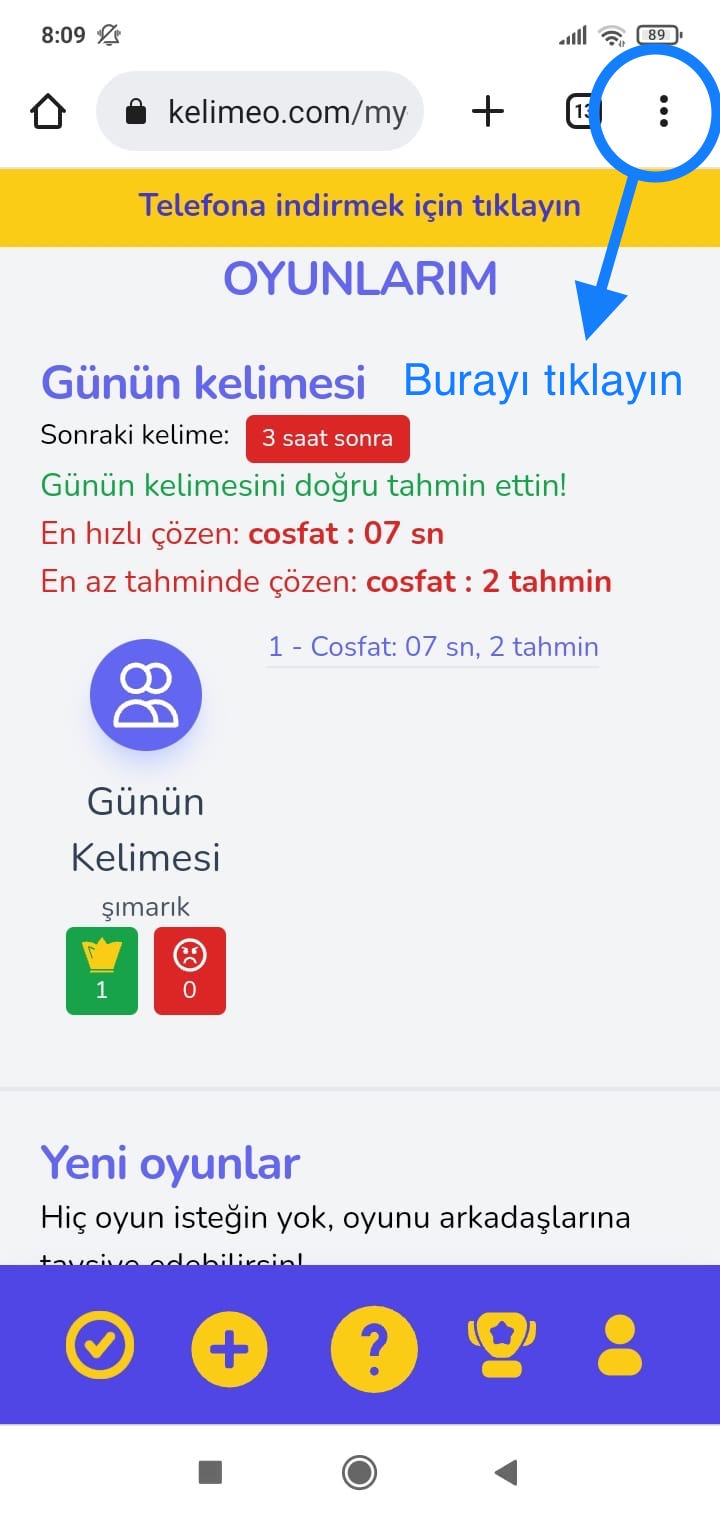 8:09
89
kelimeo.com/my
13
Telefona indirmek için tıklayın
OYUNLARIM
Günün kelimesi
Burayı tıklayın
Sonraki kelime: 3 saat sonra
Günün kelimesini doğru tahmin ettin!
En hızlı çözen: cosfat : 07 sn
En az tahminde çözen: cosfat : 2 tahmin
1 - Cosfat: 07 sn, 2 tahmin
Günün
Kelimesi
şımarık
1
0
Yeni oyunlar
Hiç oyun isteğin yok, oyunu arkadaşlarına
tavsiye edebilirsin!
?